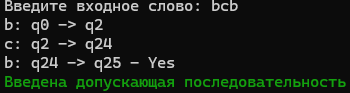 Введите входное слово: bcb
b: q0 -> q2
c: q2 -> q24
b: q24 -> q25 - Yes
Введена допускающая последовательность